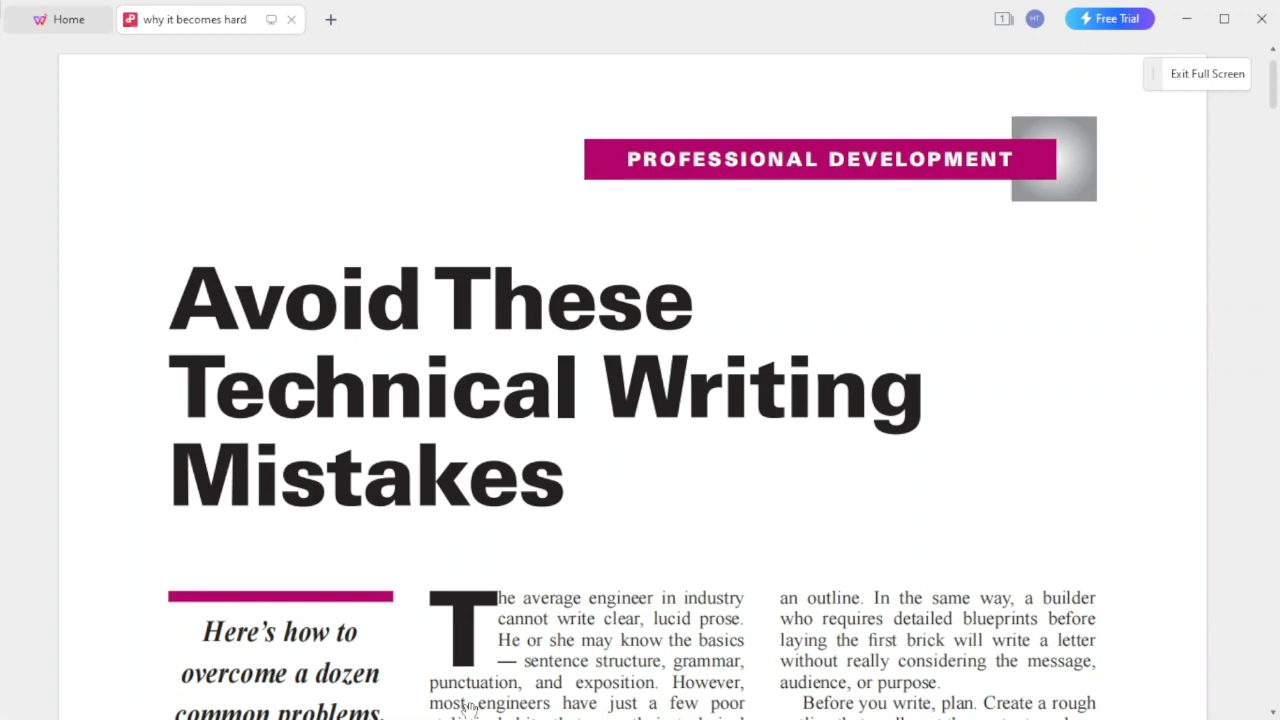 Home
why it becomes hard
1
HT
Free Trial
Exit Full Screen
PROFESSIONAL DEVELOPMENT
Avoid These
Technical Writing
Mistakes
Here's how to
overcome a dozen
common problems.
The average engineer in industry
cannot write clear, lucid prose.
He or she may know the basics
— sentence structure, grammar,
punctuation, and exposition. However,
most engineers have just a few poor
an outline. In the same way, a builder
who requires detailed blueprints before
laying the first brick will write a letter
without really considering the message,
audience, or purpose.
Before you write, plan. Create a rough